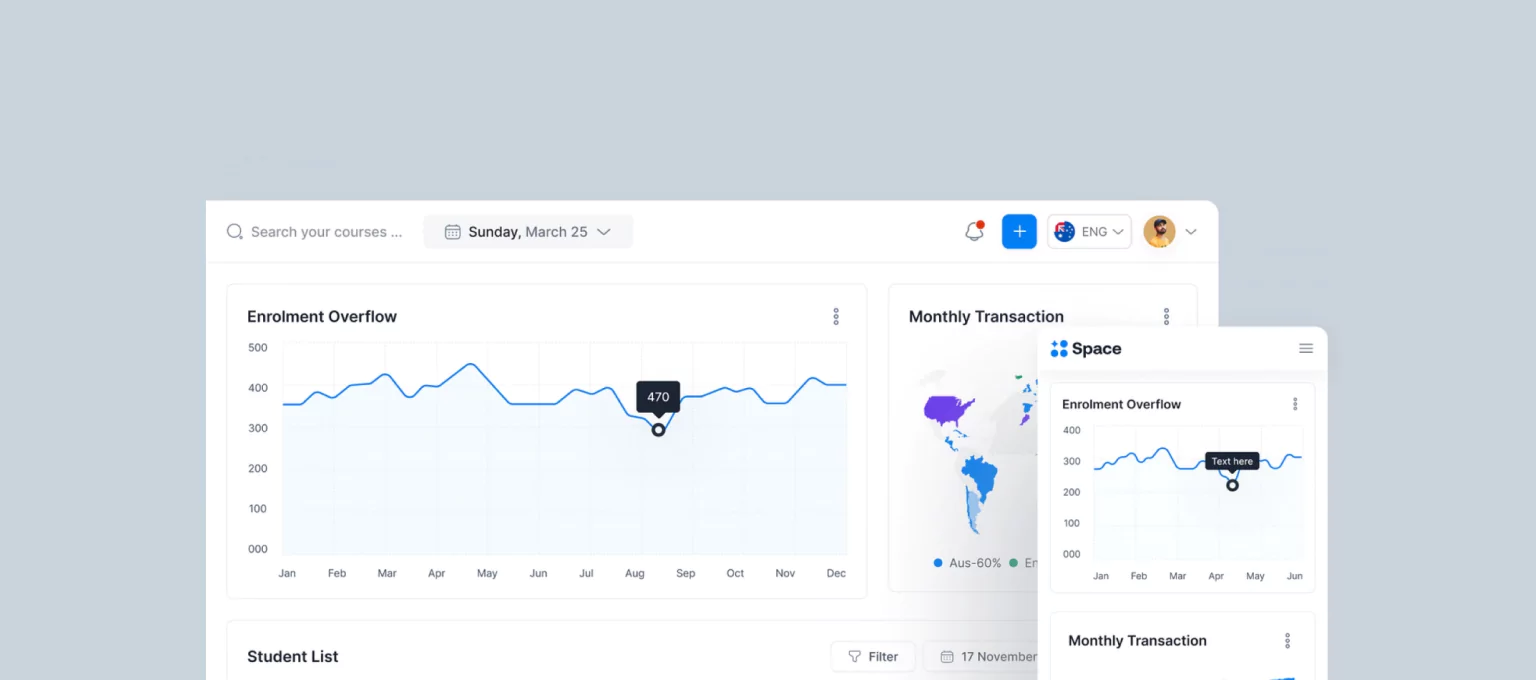 Search your courses ...
Sunday, March 25
ENG
Enrolment Overflow
500
400
300
200
100
000
470
Jan Feb Mar Apr May Jun Jul Aug Sep Oct Nov Dec
Monthly Transaction
Aus-60%
En
Student List
Filter
17 November
Space
Enrolment Overflow
400
300
200
100
000
Text here
Jan Feb Mar Apr May Jun
Monthly Transaction